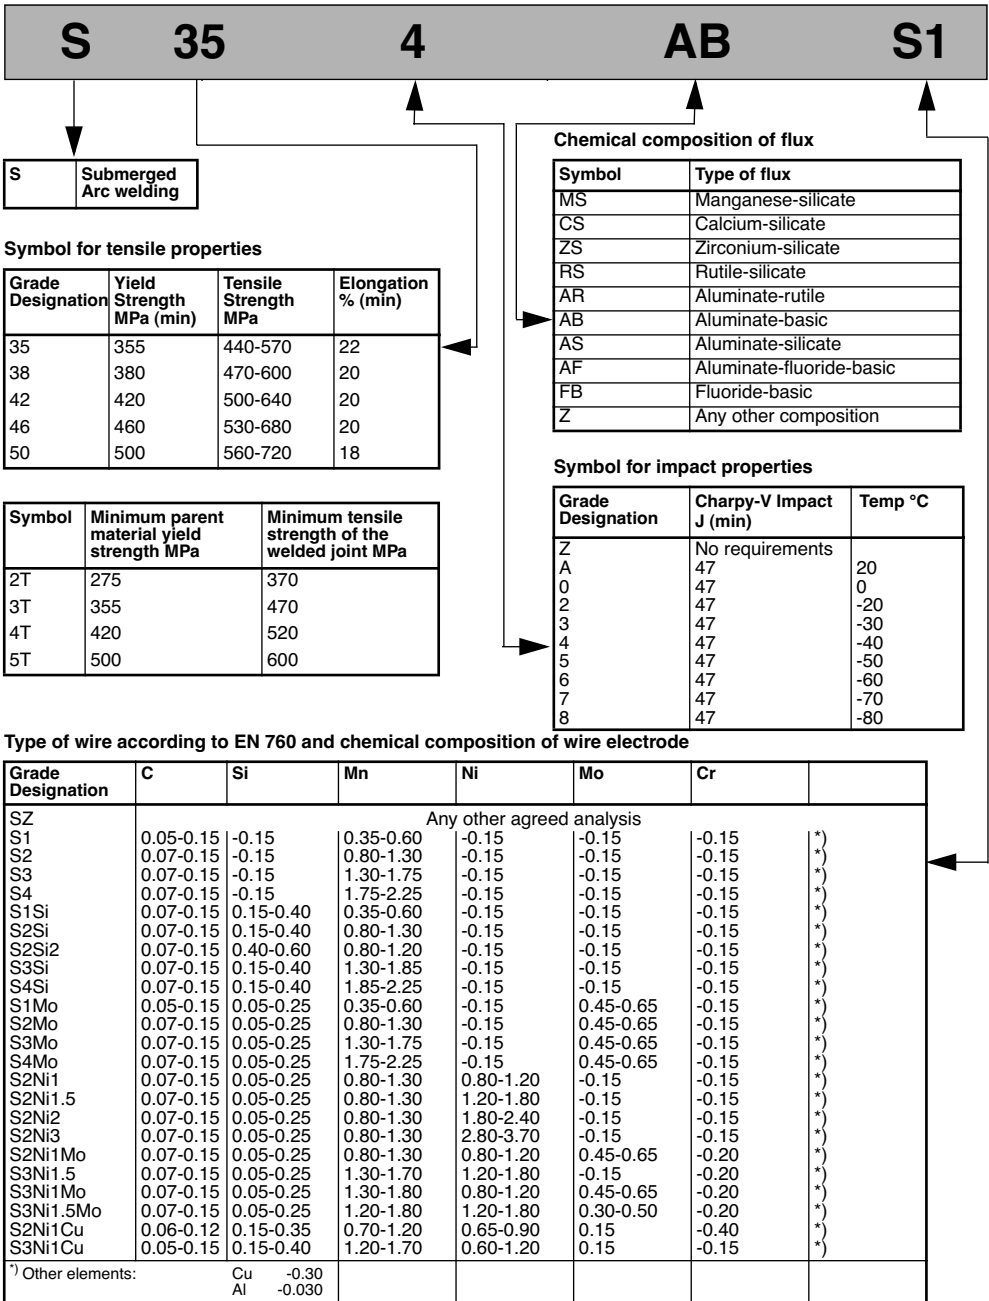 S 35 4 AB S1
S Submerged
Arc welding
Symbol for tensile properties
Grade Yield Tensile Elongation
Designation Strength Strength % (min)
MPa (min) MPa
35 355 440-570 22
38 380 470-600 20
42 420 500-640 20
46 460 530-680 20
50 500 560-720 18
Symbol Minimum parent Minimum tensile
material yield strength of the
strength MPa welded joint MPa
2T 275 370
3T 355 470
4T 420 520
5T 500 600
Chemical composition of flux
Symbol Type of flux
MS Manganese-silicate
CS Calcium-silicate
ZS Zirconium-silicate
RS Rutile-silicate
AR Aluminate-rutile
AB Aluminate-basic
AS Aluminate-silicate
AF Aluminate-fluoride-basic
FB Fluoride-basic
Z Any other composition
Symbol for impact properties
Grade Charpy-V Impact Temp °C
Designation J (min)
Z No requirements
A 47 20
0 47 0
2 47 -20
3 47 -30
4 47 -40
5 47 -50
6 47 -60
7 47 -70
8 47 -80
Type of wire according to EN 760 and chemical composition of wire electrode
Grade C Si Mn Ni Mo Cr
Designation
SZ Any other agreed analysis
S1 0.05-0.15 -0.15 0.35-0.60 -0.15 -0.15 -0.15 *)
S2 0.07-0.15 -0.15 0.80-1.30 -0.15 -0.15 -0.15 *)
S3 0.07-0.15 -0.15 1.30-1.75 -0.15 -0.15 -0.15 *)
S4 0.07-0.15 -0.15 1.75-2.25 -0.15 -0.15 -0.15 *)
S1Si 0.07-0.15 0.15-0.40 0.35-0.60 -0.15 -0.15 -0.15 *)
S2Si 0.07-0.15 0.15-0.40 0.80-1.30 -0.15 -0.15 -0.15 *)
S2Si2 0.07-0.15 0.40-0.60 0.80-1.20 -0.15 -0.15 -0.15 *)
S3Si 0.07-0.15 0.15-0.40 1.30-1.85 -0.15 -0.15 -0.15 *)
S4Si 0.07-0.15 0.15-0.40 1.85-2.25 -0.15 -0.15 -0.15 *)
S1Mo 0.05-0.15 0.05-0.25 0.35-0.60 -0.15 0.45-0.65 -0.15 *)
S2Mo 0.07-0.15 0.05-0.25 0.80-1.30 -0.15 0.45-0.65 -0.15 *)
S3Mo 0.07-0.15 0.05-0.25 1.30-1.75 -0.15 0.45-0.65 -0.15 *)
S4Mo 0.07-0.15 0.05-0.25 1.75-2.25 -0.15 0.45-0.65 -0.15 *)
S2Ni1 0.07-0.15 0.05-0.25 0.80-1.30 0.80-1.20 -0.15 -0.15 *)
S2Ni1.5 0.07-0.15 0.05-0.25 0.80-1.30 1.20-1.80 -0.15 -0.15 *)
S2Ni2 0.07-0.15 0.05-0.25 0.80-1.30 1.80-2.40 -0.15 -0.15 *)
S2Ni3 0.07-0.15 0.05-0.25 0.80-1.30 2.80-3.70 -0.15 -0.15 *)
S2Ni1Mo 0.07-0.15 0.05-0.25 0.80-1.30 0.80-1.20 0.45-0.65 -0.20 *)
S3Ni1.5 0.07-0.15 0.05-0.25 1.30-1.70 1.20-1.80 -0.15 -0.20 *)
S3Ni1Mo 0.07-0.15 0.05-0.25 1.30-1.80 0.80-1.20 0.45-0.65 -0.20 *)
S3Ni1.5Mo 0.07-0.15 0.05-0.25 1.20-1.80 1.20-1.80 0.30-0.50 -0.20 *)
S2Ni1Cu 0.06-0.12 0.15-0.35 0.70-1.20 0.65-0.90 0.15 -0.40 *)
S3Ni1Cu 0.05-0.15 0.15-0.40 1.20-1.70 0.60-1.20 0.15 -0.15 *)
*) Other elements: Cu -0.30
Al -0.030